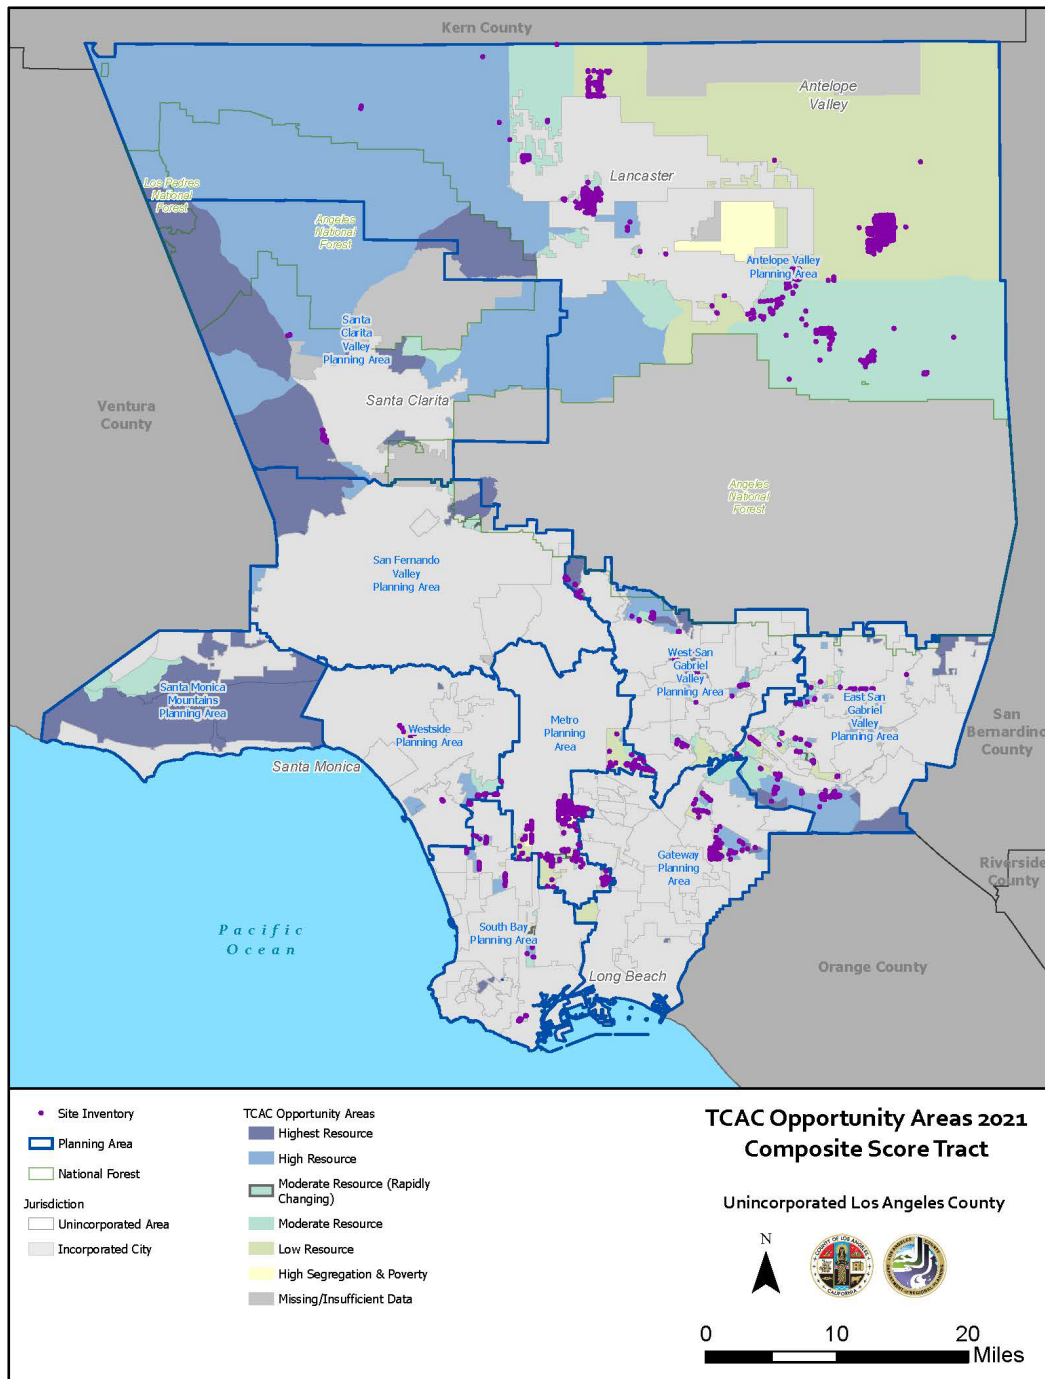 Kern County
Antelope
Valley
Lancaster
Los Padres
National
Forest
Angeles
National
Forest
Antelope Valley
Planning Area
Santa
Clarita
Valley
Planning Area
Santa Clarita
Ventura
County
Angeles
National
Forest
San Fernando
Valley
Planning Area
West San
Gabriel
Valley
Planning Area
Santa Monica
Mountains
Planning Area
East San
Gabriel
Valley
Planning Area
Metro
Planning
Area
Westside
Planning Area
San
Bernardino
County
Santa Monica
Gateway
Planning
Area
Riverside
County
South Bay
Planning Area
Pacific
Ocean
Long Beach
Orange County
Site Inventory
Planning Area
National Forest
Jurisdiction
Unincorporated Area
Incorporated City
TCAC Opportunity Areas
Highest Resource
High Resource
Moderate Resource (Rapidly
Changing)
Moderate Resource
Low Resource
High Segregation & Poverty
Missing/Insufficient Data
TCAC Opportunity Areas 2021
Composite Score Tract
Unincorporated Los Angeles County
N
COUNTY OF LOS ANGELES
CALIFORNIA
0 10 20
Miles